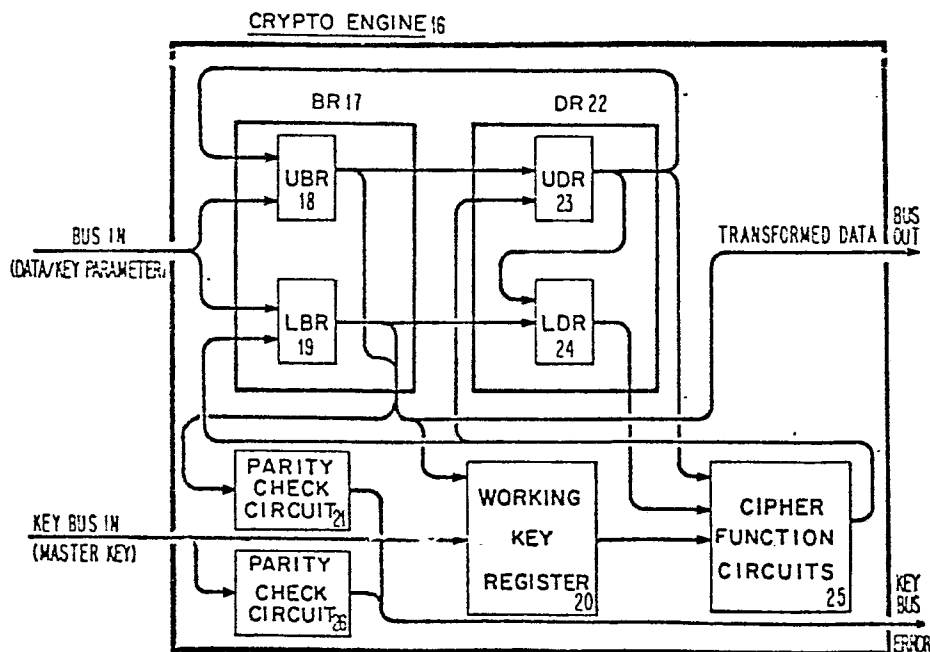 CRYPTO ENGINE 16
BR 17
DR 22
UBR
18
UDR
23
BUS IN
(DATA/KEY PARAMETER)
TRANSFORMED DATA
BUS
OUT
LBR
19
LDR
24
PARITY
CHECK
CIRCUIT 21
KEY BUS IN
(MASTER KEY)
PARITY
CHECK
CIRCUIT 26
WORKING
KEY
REGISTER 20
CIPHER
FUNCTION
CIRCUITS
25
KEY
BUS
ERROR